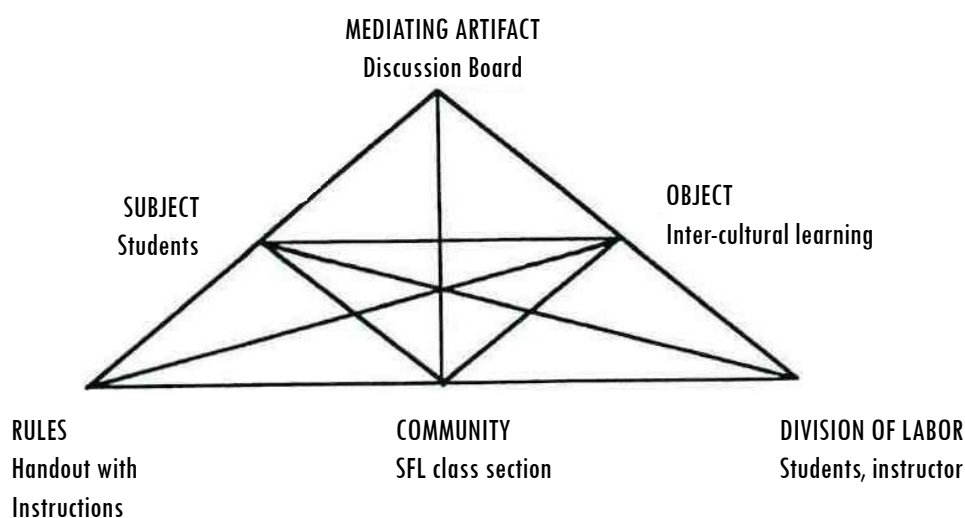 MEDIATING ARTIFACT
Discussion Board
SUBJECT
Students
OBJECT
Inter-cultural learning
RULES
Handout with
Instructions
COMMUNITY
SFL class section
DIVISION OF LABOR
Students, instructor